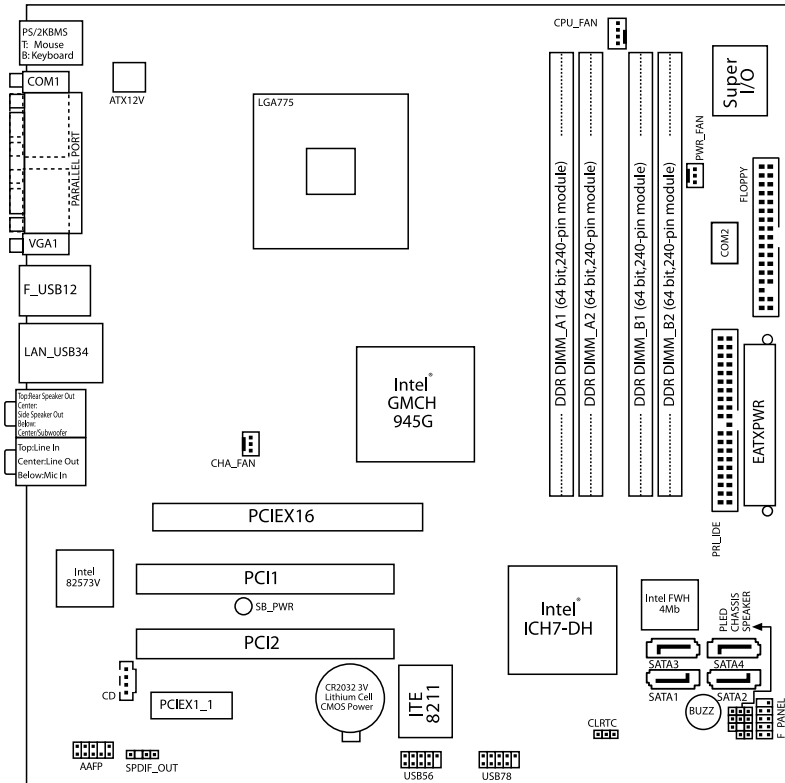 PS/2KBMS
T: Mouse
B: Keyboard
CPU_FAN
COM1
ATX12V
LGA775
Super
I/O
PARALLEL PORT
PWR_FAN
FLOPPY
DDR DIMM_A1 (64 bit,240-pin module)
DDR DIMM_A2 (64 bit,240-pin module)
DDR DIMM_B1 (64 bit,240-pin module)
DDR DIMM_B2 (64 bit,240-pin module)
COM2
VGA1
F_USB12
LAN_USB34
Intel®
GMCH
945G
EATXPWR
Top:Rear Speaker Out
Center:
Side Speaker Out
Below:
Center/Subwoofer
Top:Line In
Center:Line Out
Below:Mic In
CHA_FAN
PCIEX16
PRI_IDE
Intel
82573V
PCI1
SB_PWR
Intel®
ICH7-DH
Intel FWH
4Mb
PLED
CHASSIS
SPEAKER
PCI2
SATA3
SATA4
CD
PCIEX1_1
CR2032 3V
Lithium Cell
CMOS Power
ITE
8211
SATA1
SATA2
BUZZ
CLRTC
F_PANEL
AAFP
SPDIF_OUT
USB56
USB78